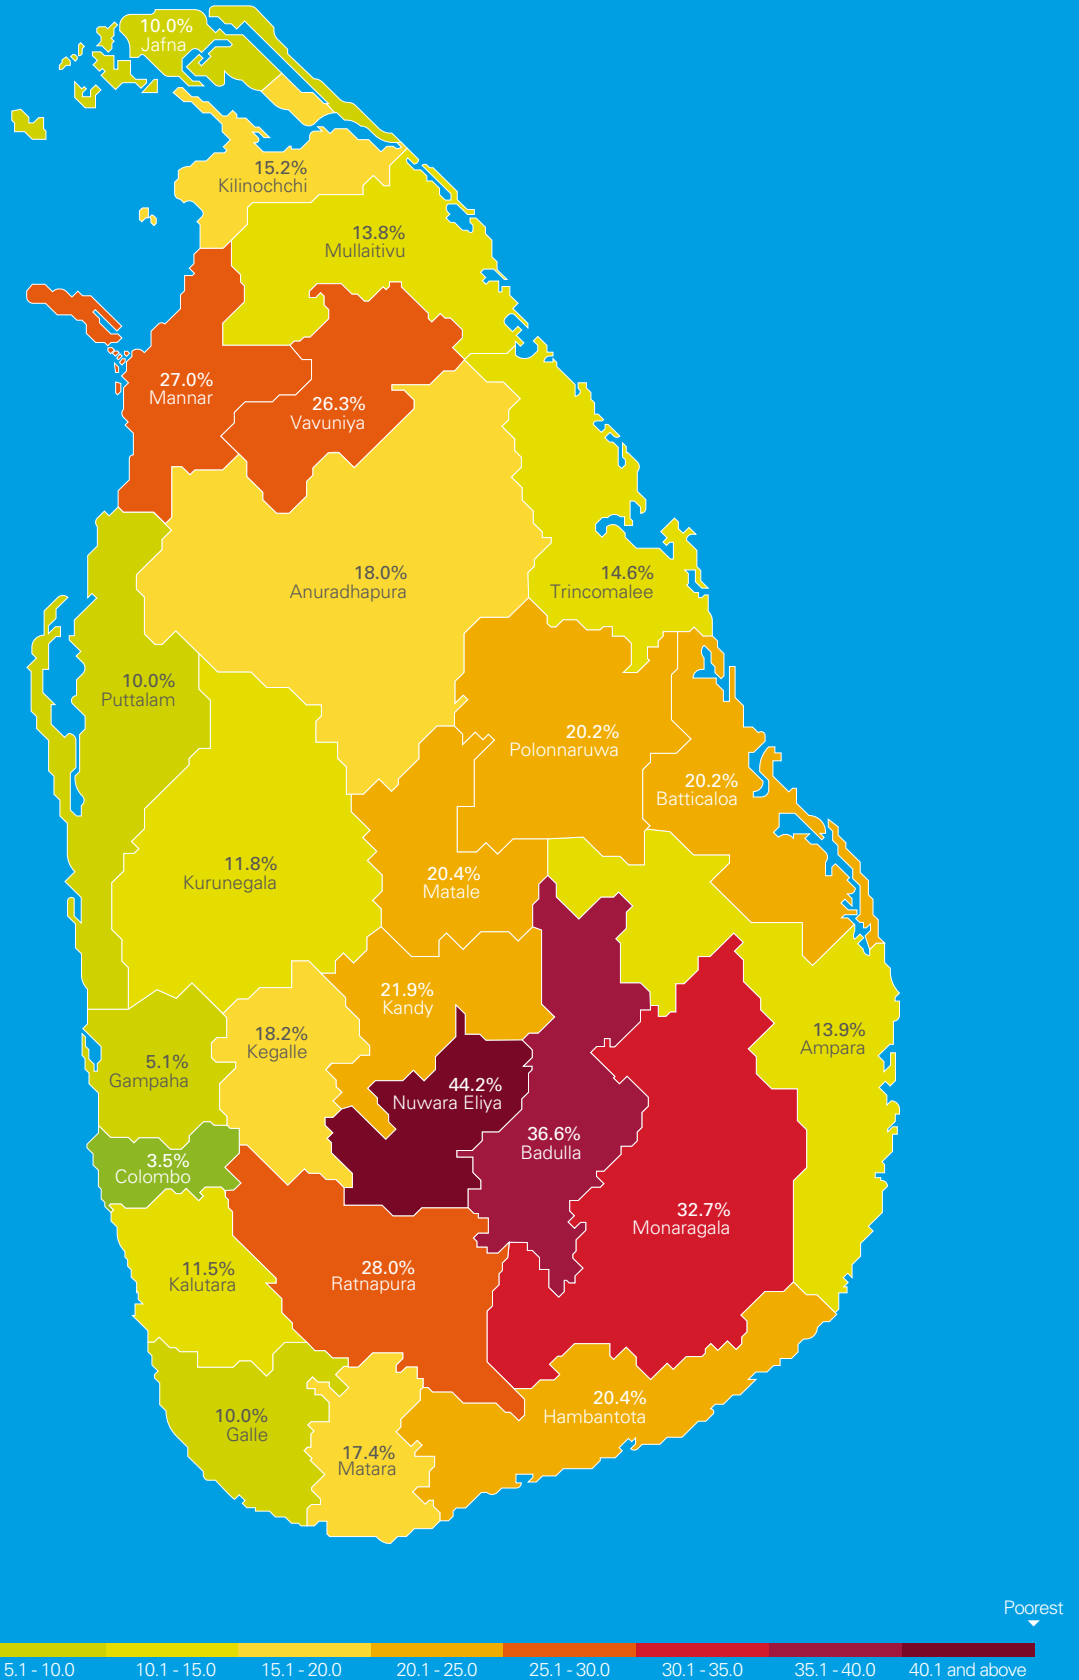 10.0%
Jafna
15.2%
Kilinochchi
13.8%
Mullaitivu
27.0%
Mannar
26.3%
Vavuniya
18.0%
Anuradhapura
14.6%
Trincomalee
10.0%
Puttalam
20.2%
Polonnaruwa
20.2%
Batticaloa
11.8%
Kurunegala
20.4%
Matale
21.9%
Kandy
18.2%
Kegalle
13.9%
Ampara
5.1%
Gampaha
44.2%
Nuwara Eliya
36.6%
Badulla
3.5%
Colombo
32.7%
Monaragala
11.5%
Kalutara
28.0%
Ratnapura
20.4%
Hambantota
10.0%
Galle
17.4%
Matara
Poorest
5.1 - 10.0 10.1 - 15.0 15.1 - 20.0 20.1 - 25.0 25.1 - 30.0 30.1 - 35.0 35.1 - 40.0 40.1 and above